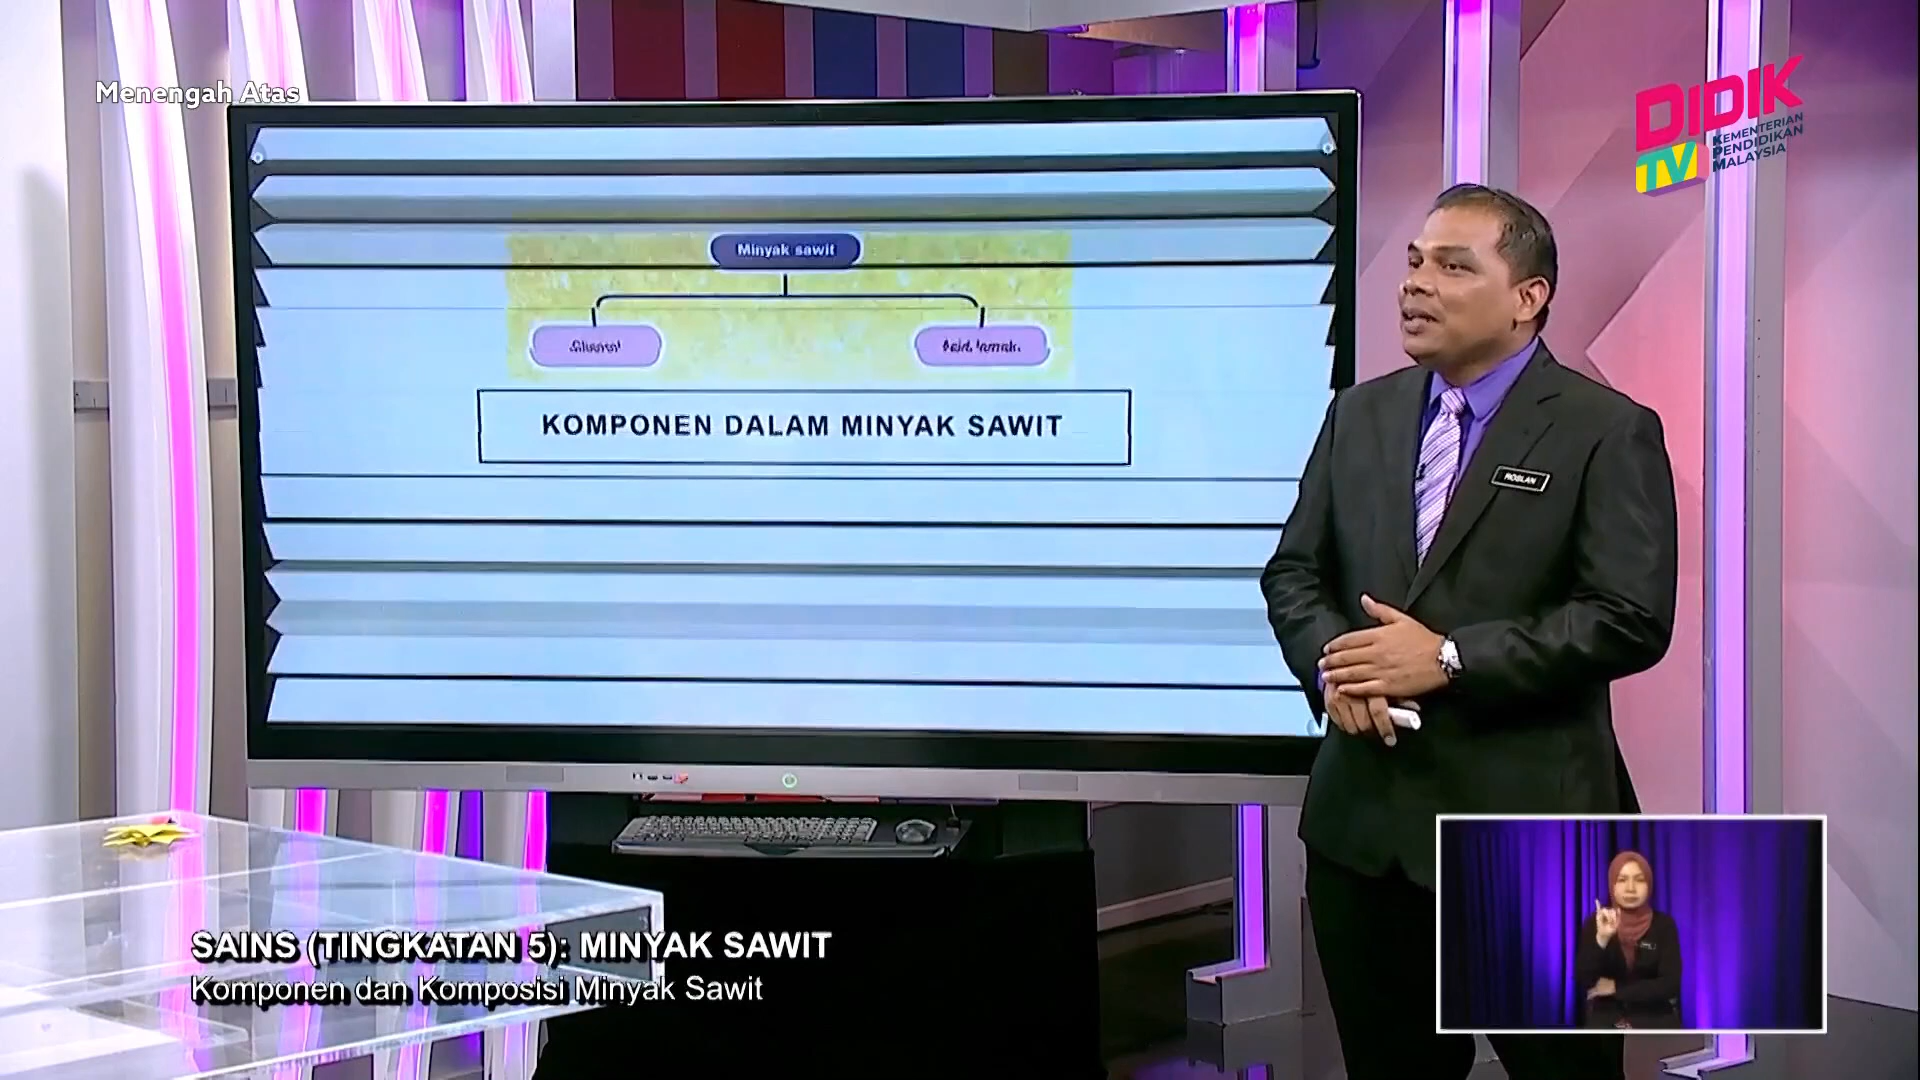 Menengah Atas
DIDIK
TV
KEMENTERIAN
PENDIDIKAN
MALAYSIA
Minyak sawit
KOMPONEN DALAM MINYAK SAWIT
ROSLAN
SAINS (TINGKATAN 5): MINYAK SAWIT
Komponen dan Komposisi Minyak Sawit